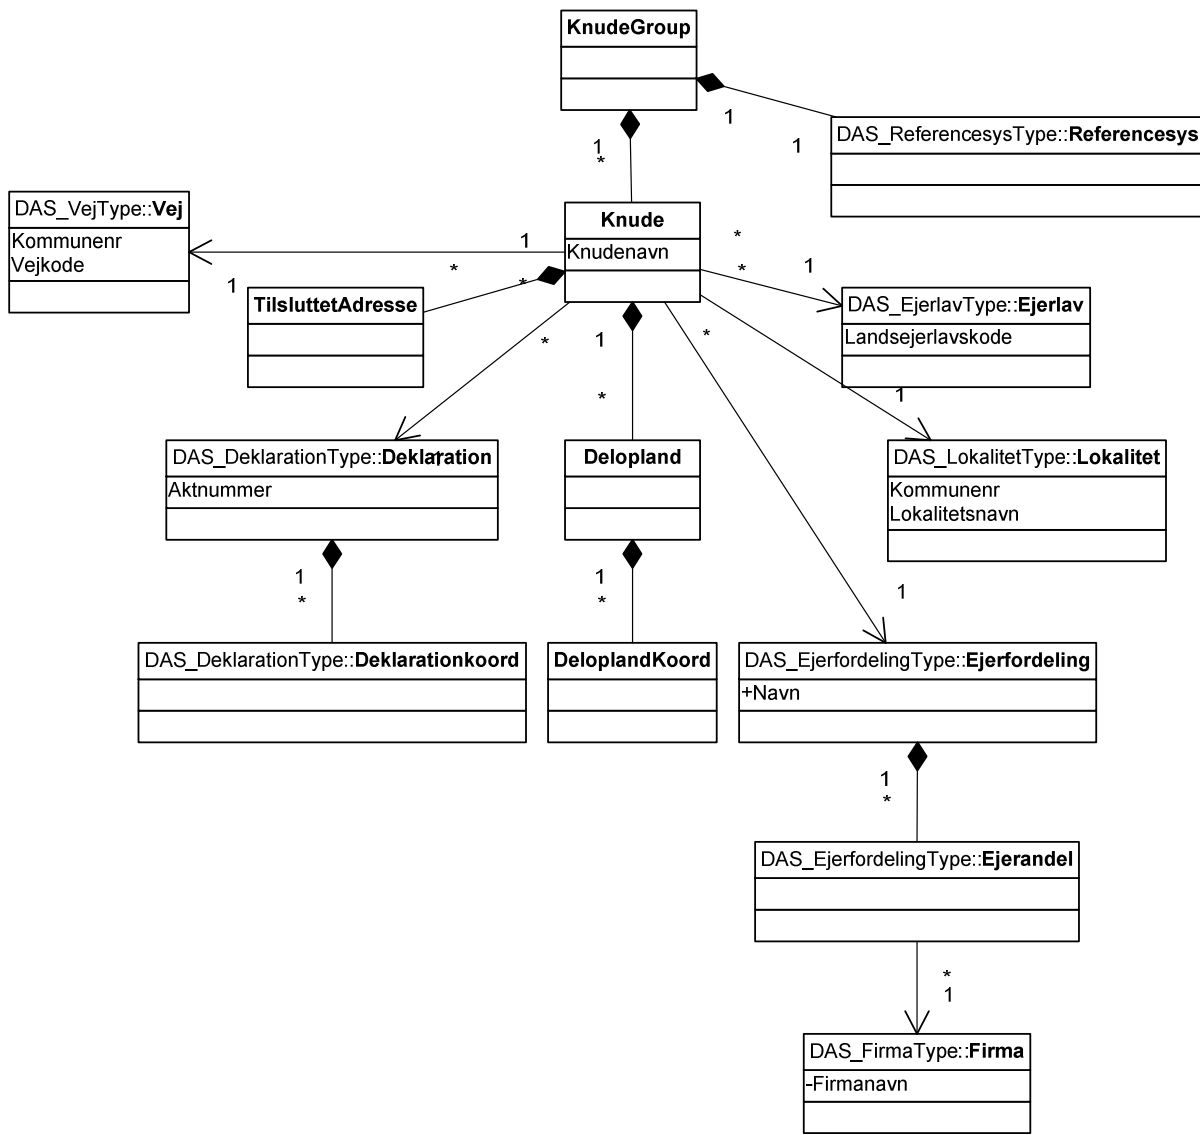 KnudeGroup
1
1
*
1
DAS_ReferencesysType::Referencesys
DAS_VejType::Vej
Kommunenr
Vejkode
Knude
Knudenavn
1
*
*
1
*
*
1
TilsluttetAdresse
DAS_EjerlavType::Ejerlav
Landsejerlavskode
*
1
*
*
1
DAS_DeklarationType::Deklaration
1
Aktnummer
Delopland
DAS_LokalitetType::Lokalitet
Kommunenr
Lokalitetsnavn
1
*
1
*
1
DAS_DeklarationType::Deklarationkoord
DeloplandKoord
DAS_EjerfordelingType::Ejerfordeling
+Navn
1
*
DAS_EjerfordelingType::Ejerandel
*
1
DAS_FirmaType::Firma
-Firmanavn